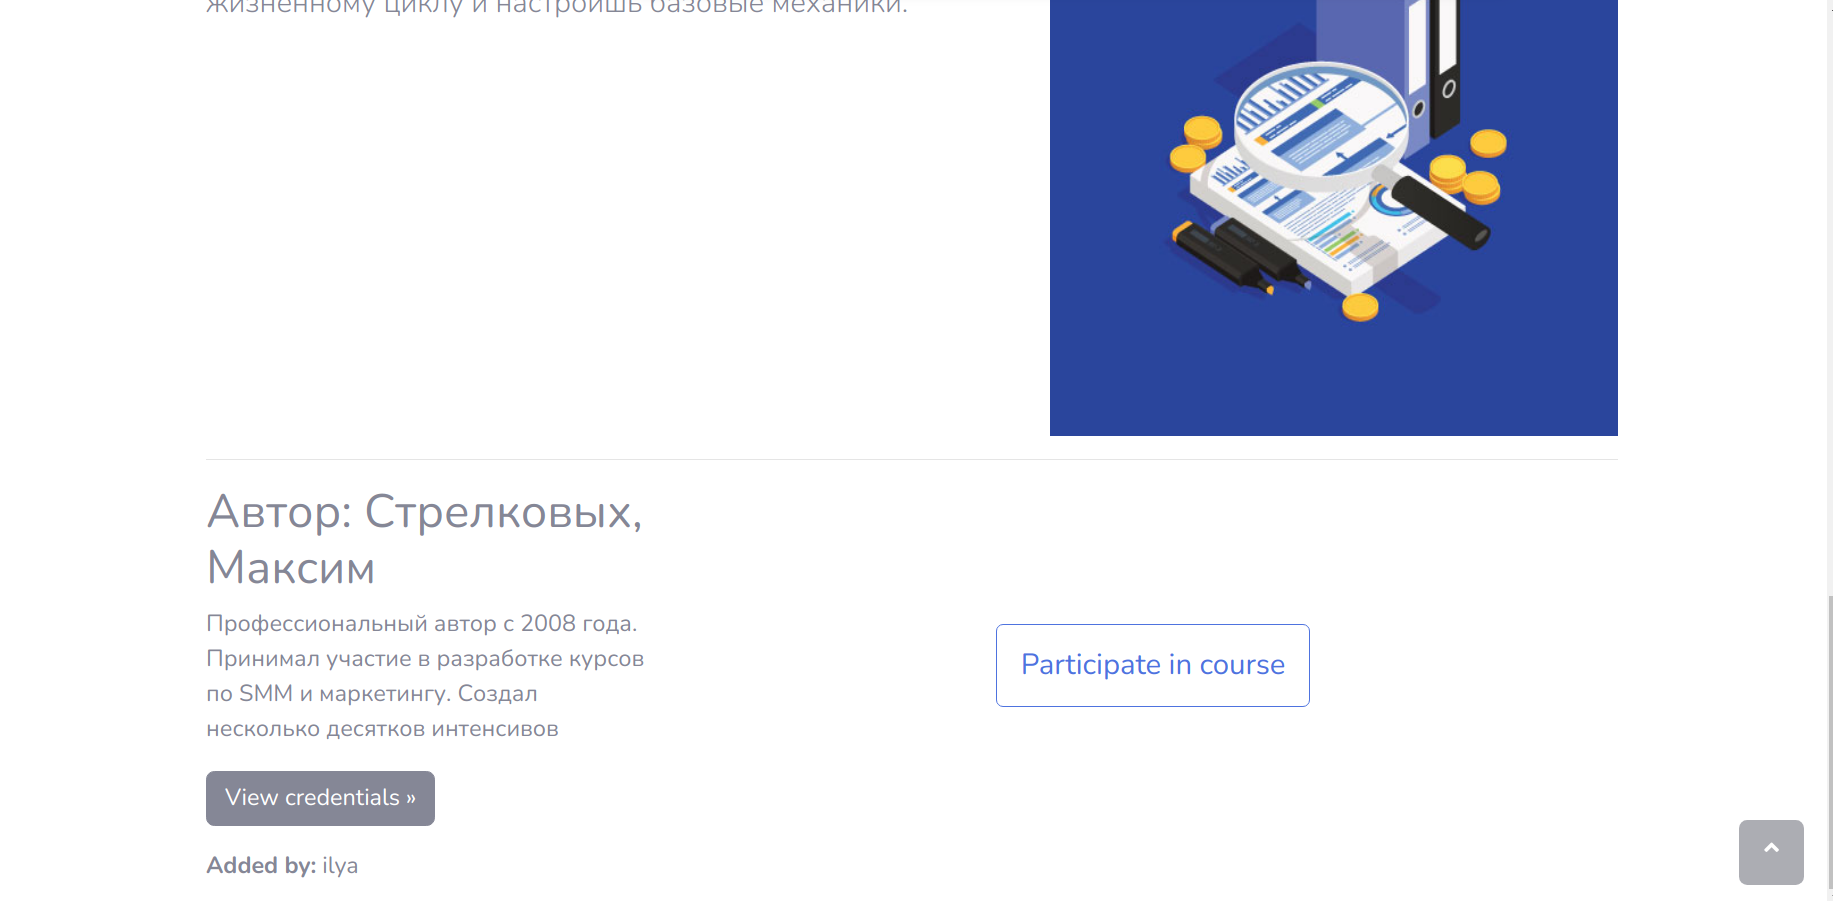 жизненному циклу и настроишь базовые механики.
Автор: Стрелковых,
Максим
Профессиональный автор с 2008 года.
Принимал участие в разработке курсов
по SMM и маркетингу. Создал
несколько десятков интенсивов
Participate in course
View credentials »
Added by: ilya